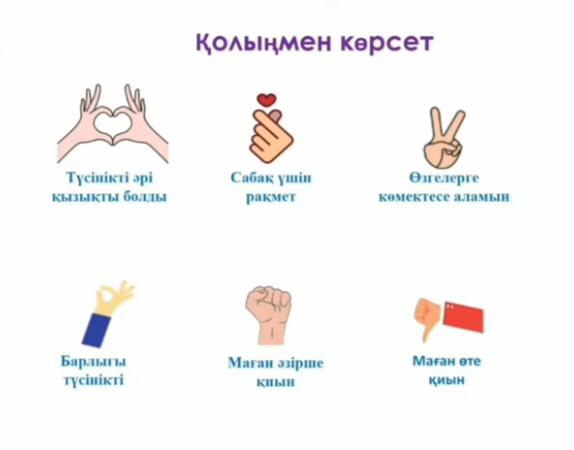 Қолыңмен көрсет
Түсінікті әрі
қызықты болды
Сабақ үшін
рақмет
Өзгелерге
көмектесе аламын
Барлығы
түсінікті
Маған әзірше
қиын
Маған өте
қиын